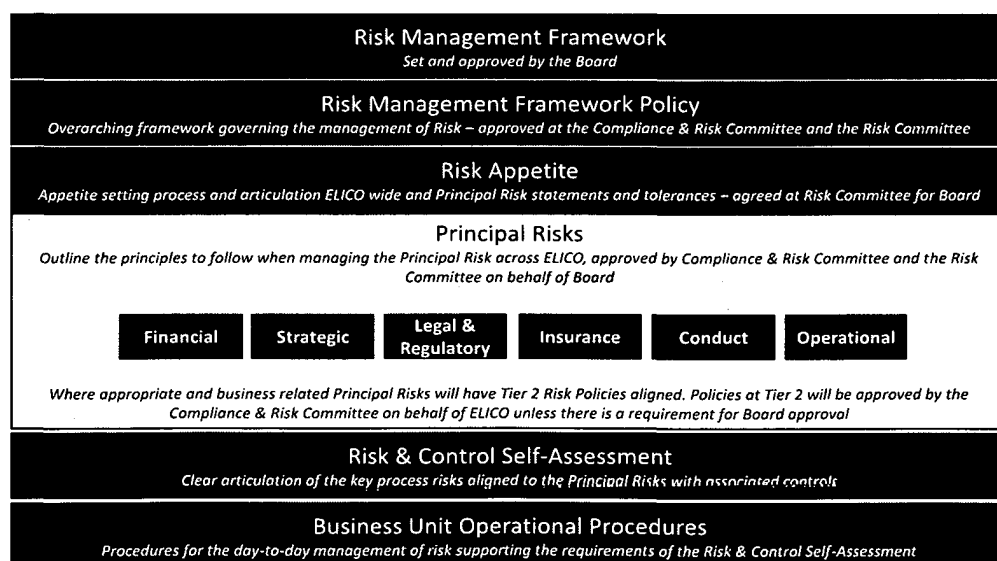 Risk Management Framework
Set and approved by the Board
Risk Management Framework Policy
Overarching framework governing the management of Risk – approved at the Compliance & Risk Committee and the Risk Committee
Risk Appetite
Appetite setting process and articulation ELICO wide and Principal Risk statements and tolerances – agreed at Risk Committee for Board
Principal Risks
Outline the principles to follow when managing the Principal Risk across ELICO, approved by Compliance & Risk Committee and the Risk
Committee on behalf of Board
Financial
Strategic
Legal &
Regulatory
Insurance
Conduct
Operational
Where appropriate and business related Principal Risks will have Tier 2 Risk Policies aligned. Policies at Tier 2 will be approved by the
Compliance & Risk Committee on behalf of ELICO unless there is a requirement for Board approval
Risk & Control Self-Assessment
Clear articulation of the key process risks aligned to the Principal Risks with associated controls
Business Unit Operational Procedures
Procedures for the day-to-day management of risk supporting the requirements of the Risk & Control Self-Assessment